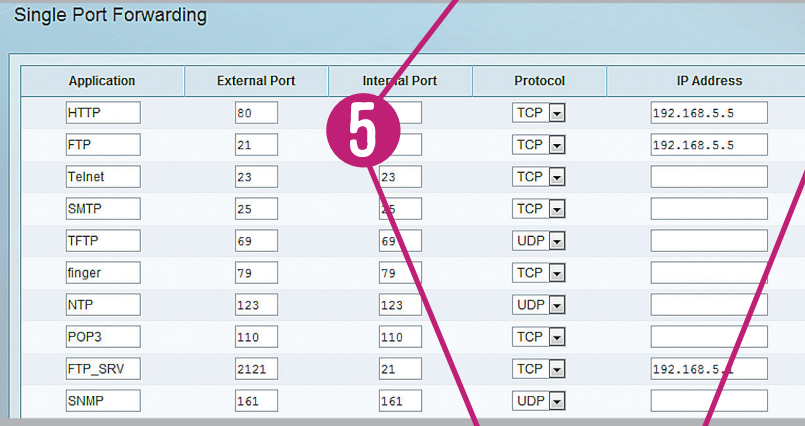 Single Port Forwarding
Application External Port Internal Port Protocol IP Address
HTTP 80 TCP 192.168.5.5
5
FTP 21 TCP 192.168.5.5
Telnet 23 23 TCP
SMTP 25 25 TCP
TFTP 69 69 UDP
finger 79 79 TCP
NTP 123 123 UDP
POP3 110 110 TCP
FTP_SRV 2121 21 TCP
SNMP 161 161 UDP